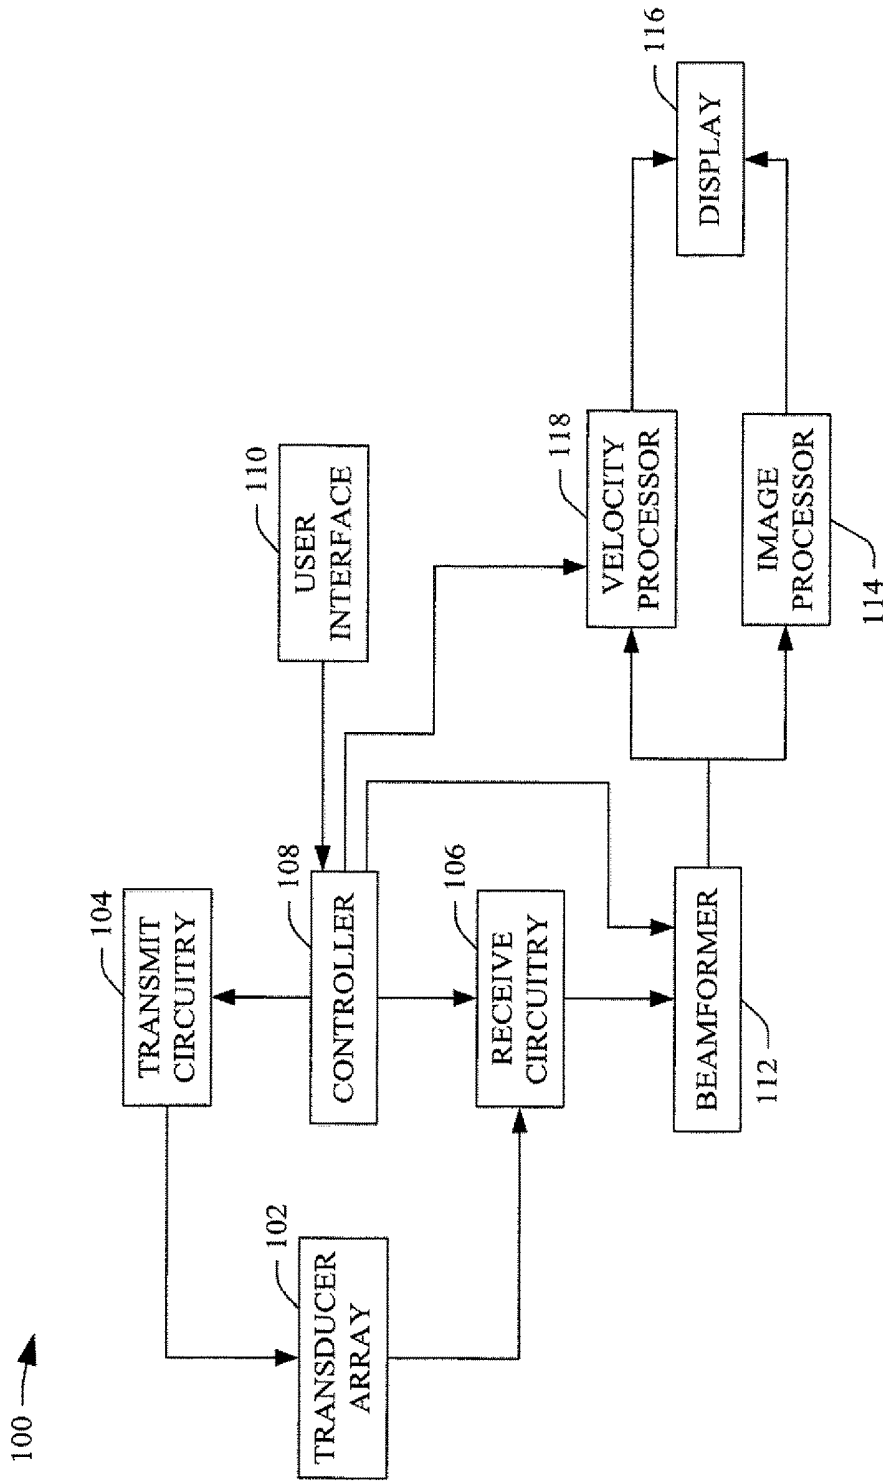 100
104
TRANSMIT
CIRCUITRY
102
TRANSDUCER
ARRAY
108
CONTROLLER
110
USER
INTERFACE
106
RECEIVE
CIRCUITRY
BEAMFORMER
112
118
VELOCITY
PROCESSOR
IMAGE
PROCESSOR
114
116
DISPLAY